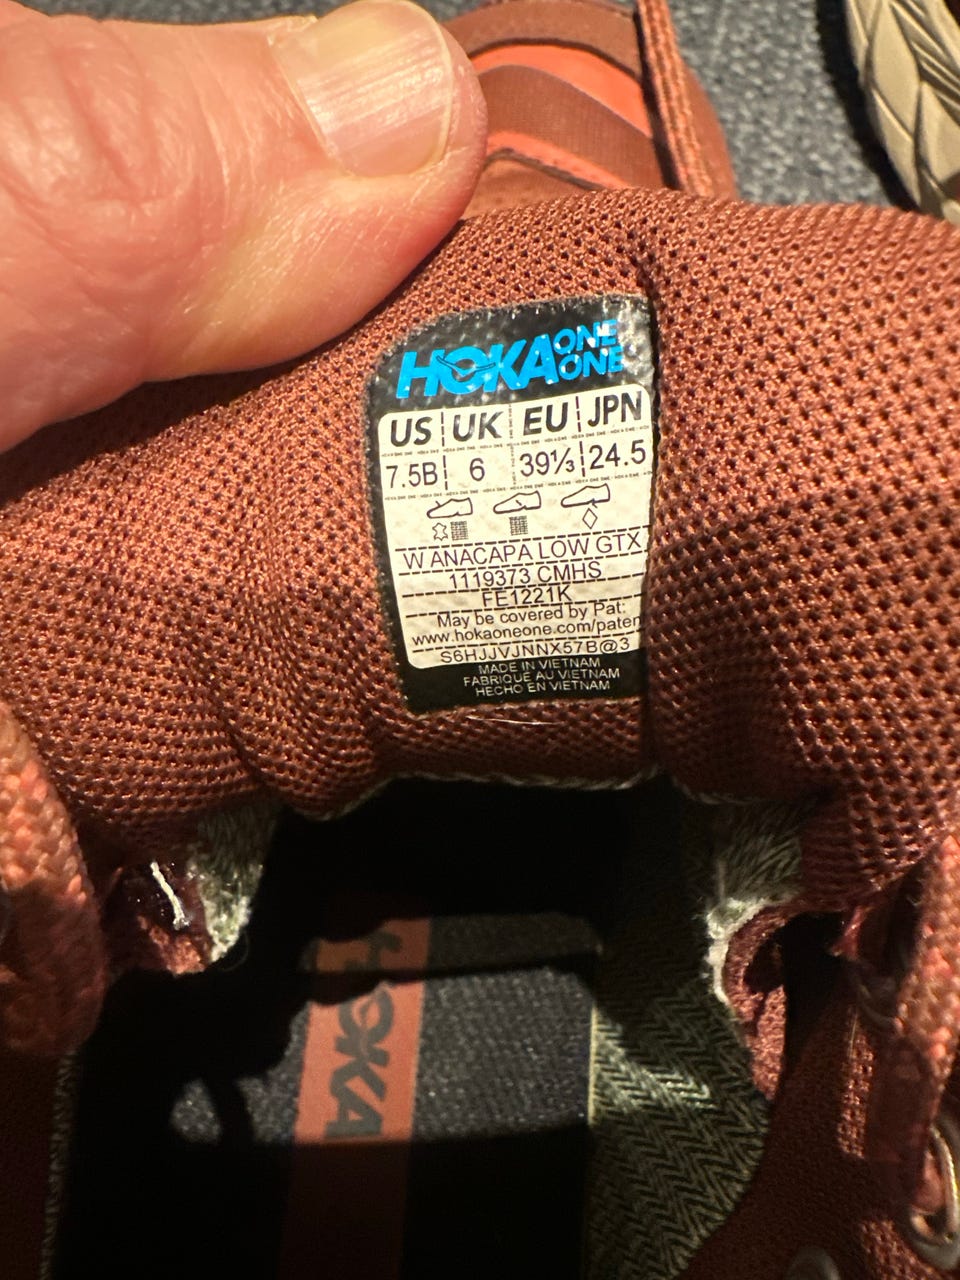 HOKA ONE ONE
US UK EU JPN
7.5B 6 39⅓ 24.5
W ANACAPA LOW GTX
1119373 CMHS
FE1221K
May be covered by Pat:
www.hokaoneone.com/paten
S6HJJVJNNX57B@3
MADE IN VIETNAM
FABRIQUÉ AU VIETNAM
HECHO EN VIETNAM
HOKA